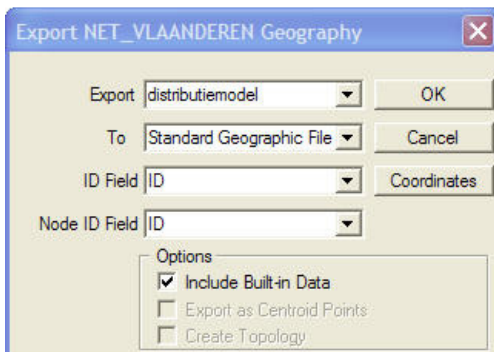 Export NET_VLAANDEREN Geography
Export distributiemodel OK
To Standard Geographic File Cancel
ID Field ID Coordinates
Node ID Field ID
Options
Include Built-in Data
Export as Centroid Points
Create Topology